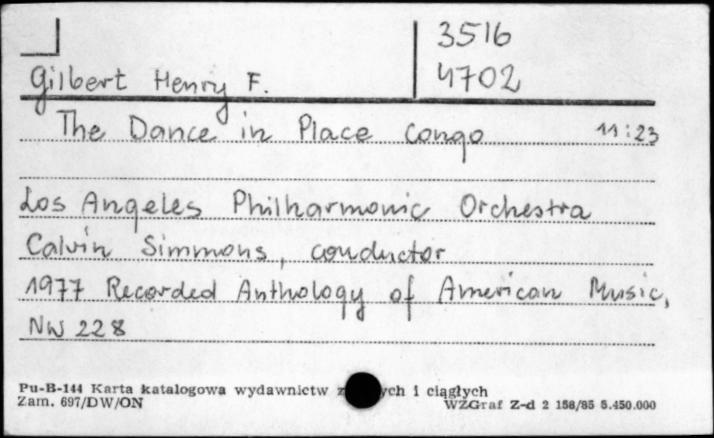 3516
Gilbert Henry F. 4702
The Dance in Place Congo 11:23
Los Angeles Philharmonic Orchestra
Calvin Simmons, conductor
1977 Recorded Anthology of American Music,
NW 228
Pu-B-144 Karta katalogowa wydawnictw i ciągłych
Zam. 697/DW/ON WZGraf Z-d 2 158/85 5.450.000